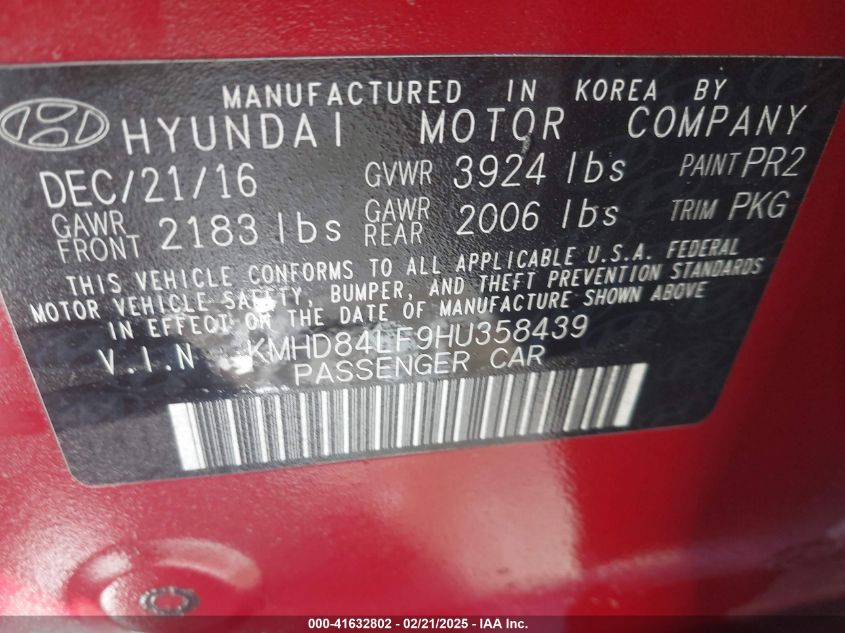 MANUFACTURED IN KOREA BY
HYUNDAI MOTOR COMPANY
DEC/21/16 GVWR 3924 lbs PAINT PR2
GAWR FRONT 2183 lbs GAWR REAR 2006 lbs TRIM PKG
THIS VEHICLE CONFORMS TO ALL APPLICABLE U.S.A. FEDERAL
MOTOR VEHICLE SAFETY, BUMPER, AND THEFT PREVENTION STANDARDS
IN EFFECT ON THE DATE OF MANUFACTURE SHOWN ABOVE
V.I.N KMHD84LF9HU358439
PASSENGER CAR
000-41632802 - 02/21/2025 - IAA Inc.